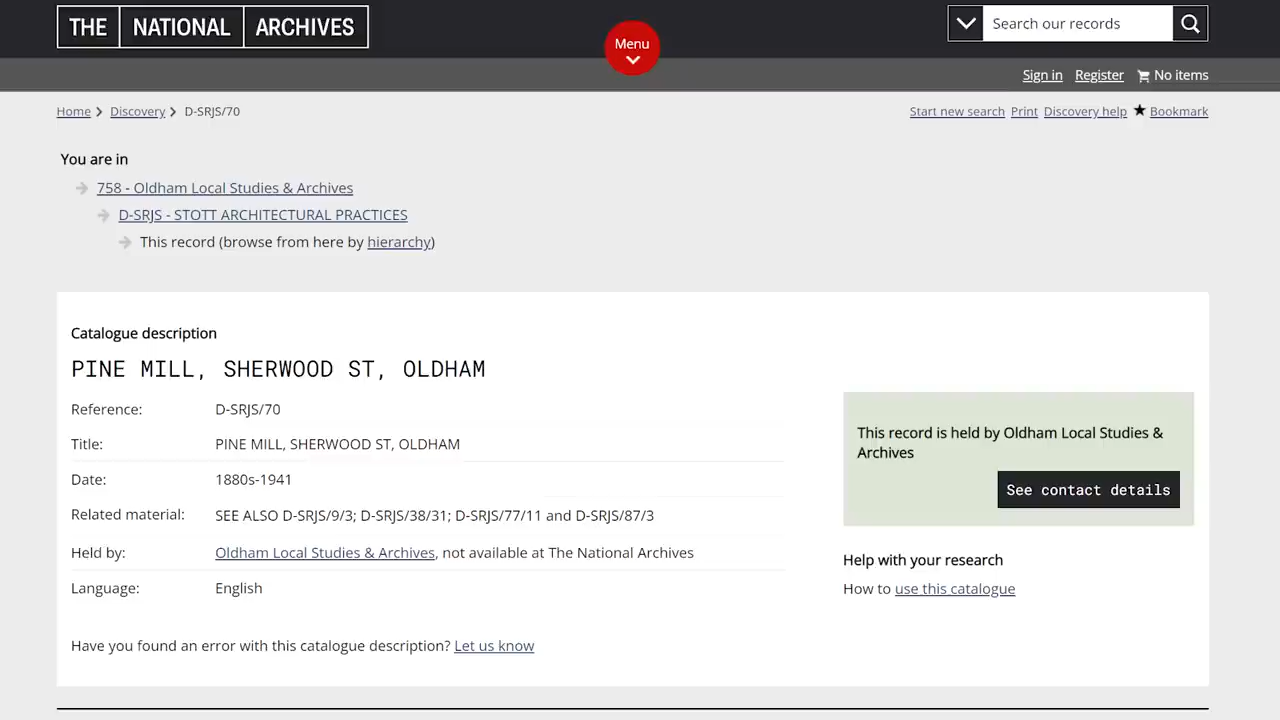 THE NATIONAL ARCHIVES
Menu
Search our records
Sign in Register No items
Home Discovery D-SRJS/70
Start new search Print Discovery help Bookmark
You are in
758 - Oldham Local Studies & Archives
D-SRJS - STOTT ARCHITECTURAL PRACTICES
This record (browse from here by hierarchy)
Catalogue description
PINE MILL, SHERWOOD ST, OLDHAM
Reference: D-SRJS/70
Title: PINE MILL, SHERWOOD ST, OLDHAM
Date: 1880s-1941
Related material: SEE ALSO D-SRJS/9/3; D-SRJS/38/31; D-SRJS/77/11 and D-SRJS/87/3
Held by: Oldham Local Studies & Archives, not available at The National Archives
Language: English
Have you found an error with this catalogue description? Let us know
This record is held by Oldham Local Studies &
Archives
See contact details
Help with your research
How to use this catalogue